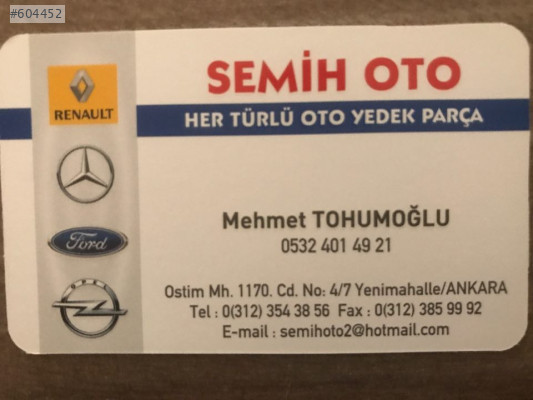 #604452
SEMİH OTO
HER TÜRLÜ OTO YEDEK PARÇA
RENAULT
Ford
Mehmet TOHUMOĞLU
0532 401 49 21
Ostim Mh. 1170. Cd. No: 4/7 Yenimahalle/ANKARA
Tel : 0(312) 354 38 56 Fax : 0(312) 385 99 92
E-mail : semihoto2@hotmail.com